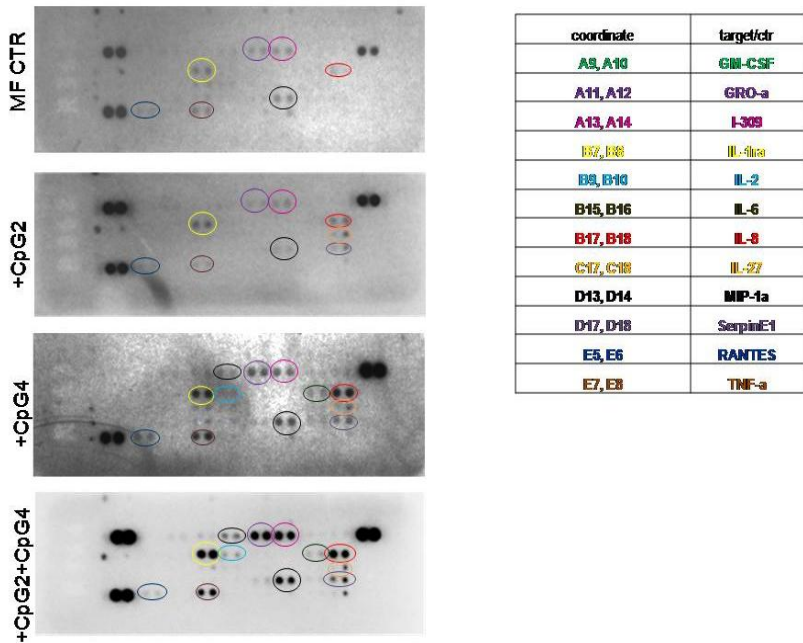 MF CTR
+CpG2
+CpG4
+CpG2+CpG4
coordinate target/ctr
A9, A10 GM-CSF
A11, A12 GRO-a
A13, A14 I-309
B7, B8 IL-1ra
B9, B10 IL-2
B15, B16 IL-6
B17, B18 IL-8
C17, C18 IL-27
D13, D14 MIP-1a
D17, D18 SerpinE1
E5, E6 RANTES
E7, E8 TNF-a